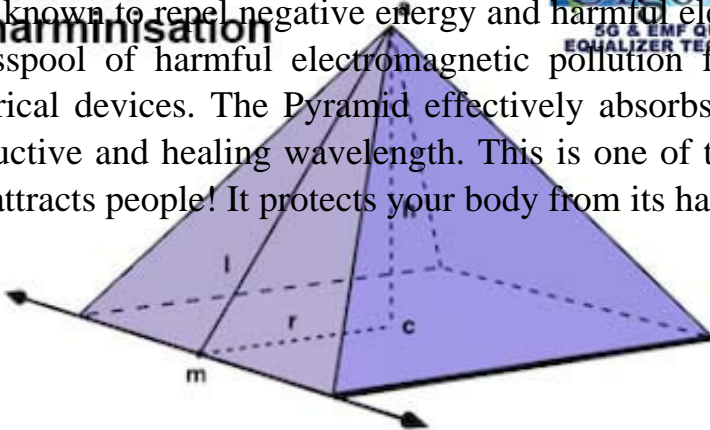 known to repel negative energy and harmful ele
harminisation
5G & EMF QU
EQUALIZER TE
sspool of harmful electromagnetic pollution f
rical devices. The Pyramid effectively absorbs
uctive and healing wavelength. This is one of t
attracts people! It protects your body from its ha
h
l
r
c
m